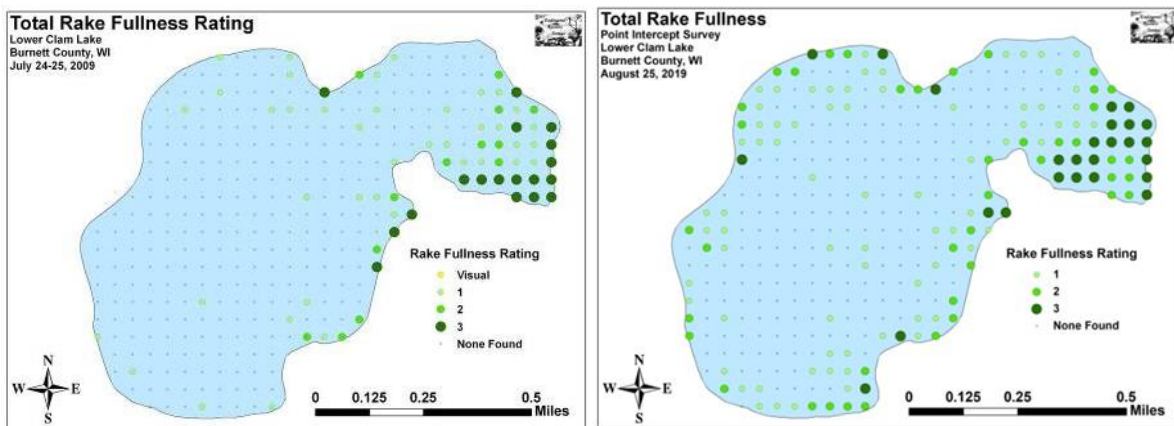 Total Rake Fullness Rating
Lower Clam Lake
Burnett County, WI
July 24-25, 2009
Rake Fullness Rating
Visual
1
2
3
None Found
N
W E
S
0 0.125 0.25 0.5
Miles
Total Rake Fullness
Point Intercept Survey
Lower Clam Lake
Burnett County, WI
August 25, 2019
Rake Fullness Rating
1
2
3
None Found
N
W E
S
0 0.125 0.25 0.5
Miles